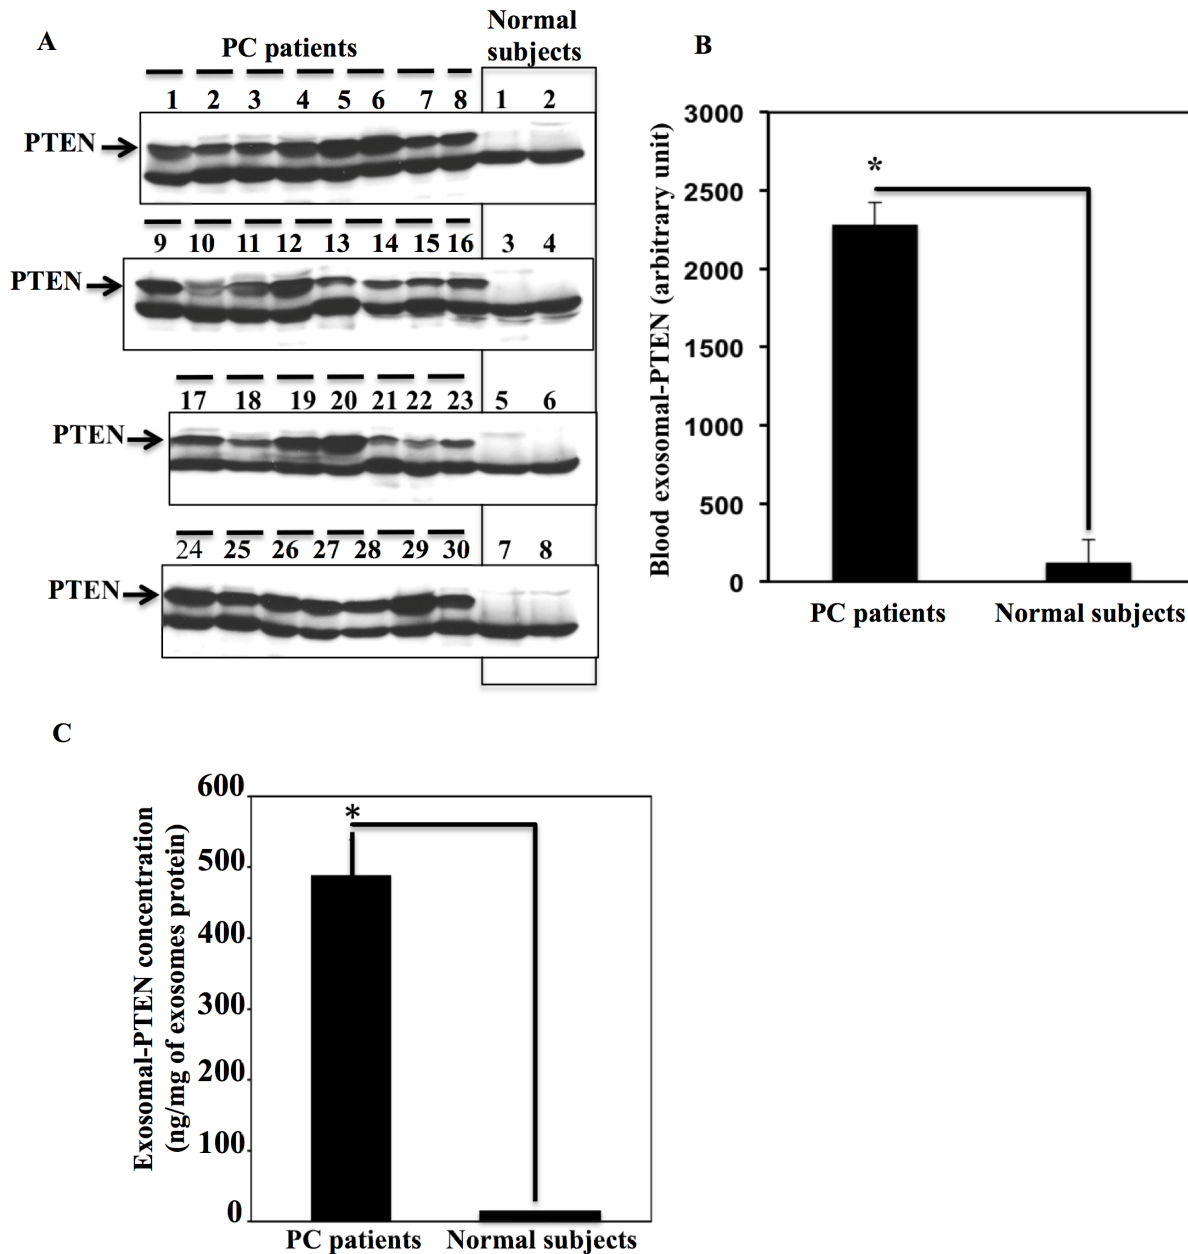 A
PC patients
Normal
subjects
1 2 3 4 5 6 7 8 1 2
PTEN
9 10 11 12 13 14 15 16 3 4
PTEN
17 18 19 20 21 22 23 5 6
PTEN
24 25 26 27 28 29 30 7 8
PTEN
B
Blood exosomal-PTEN (arbitrary unit)
3000
2500
2000
1500
1000
500
0
*
PC patients Normal subjects
C
Exosomal-PTEN concentration
(ng/mg of exosomes protein)
600
500
400
300
200
100
0
*
PC patients Normal subjects